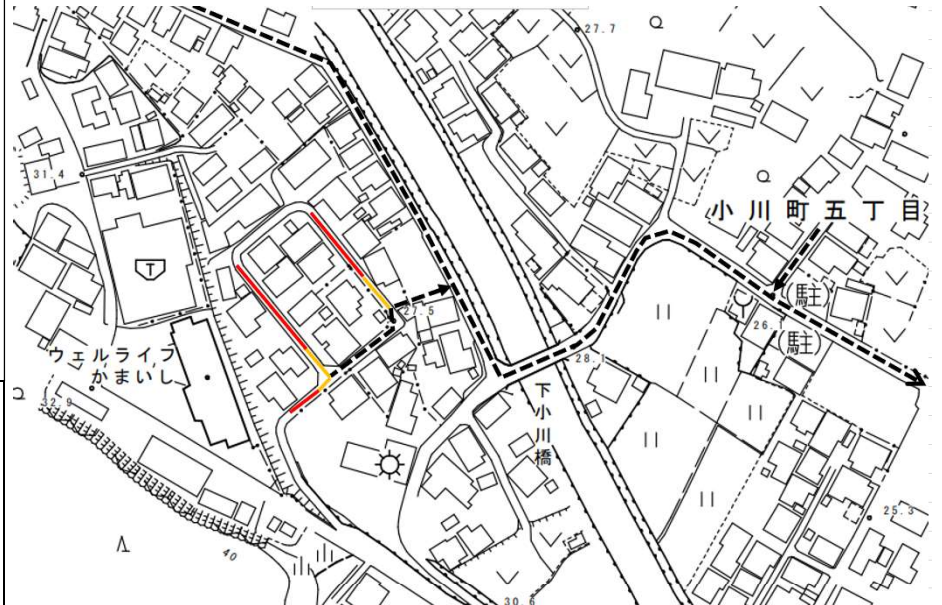 27.7
31.4
小川町五丁目
(駐)
26.1
(駐)
27.5
28.1
T
ウェルライフ
かまいし
32.9
下小川橋
25.3
40
30.6